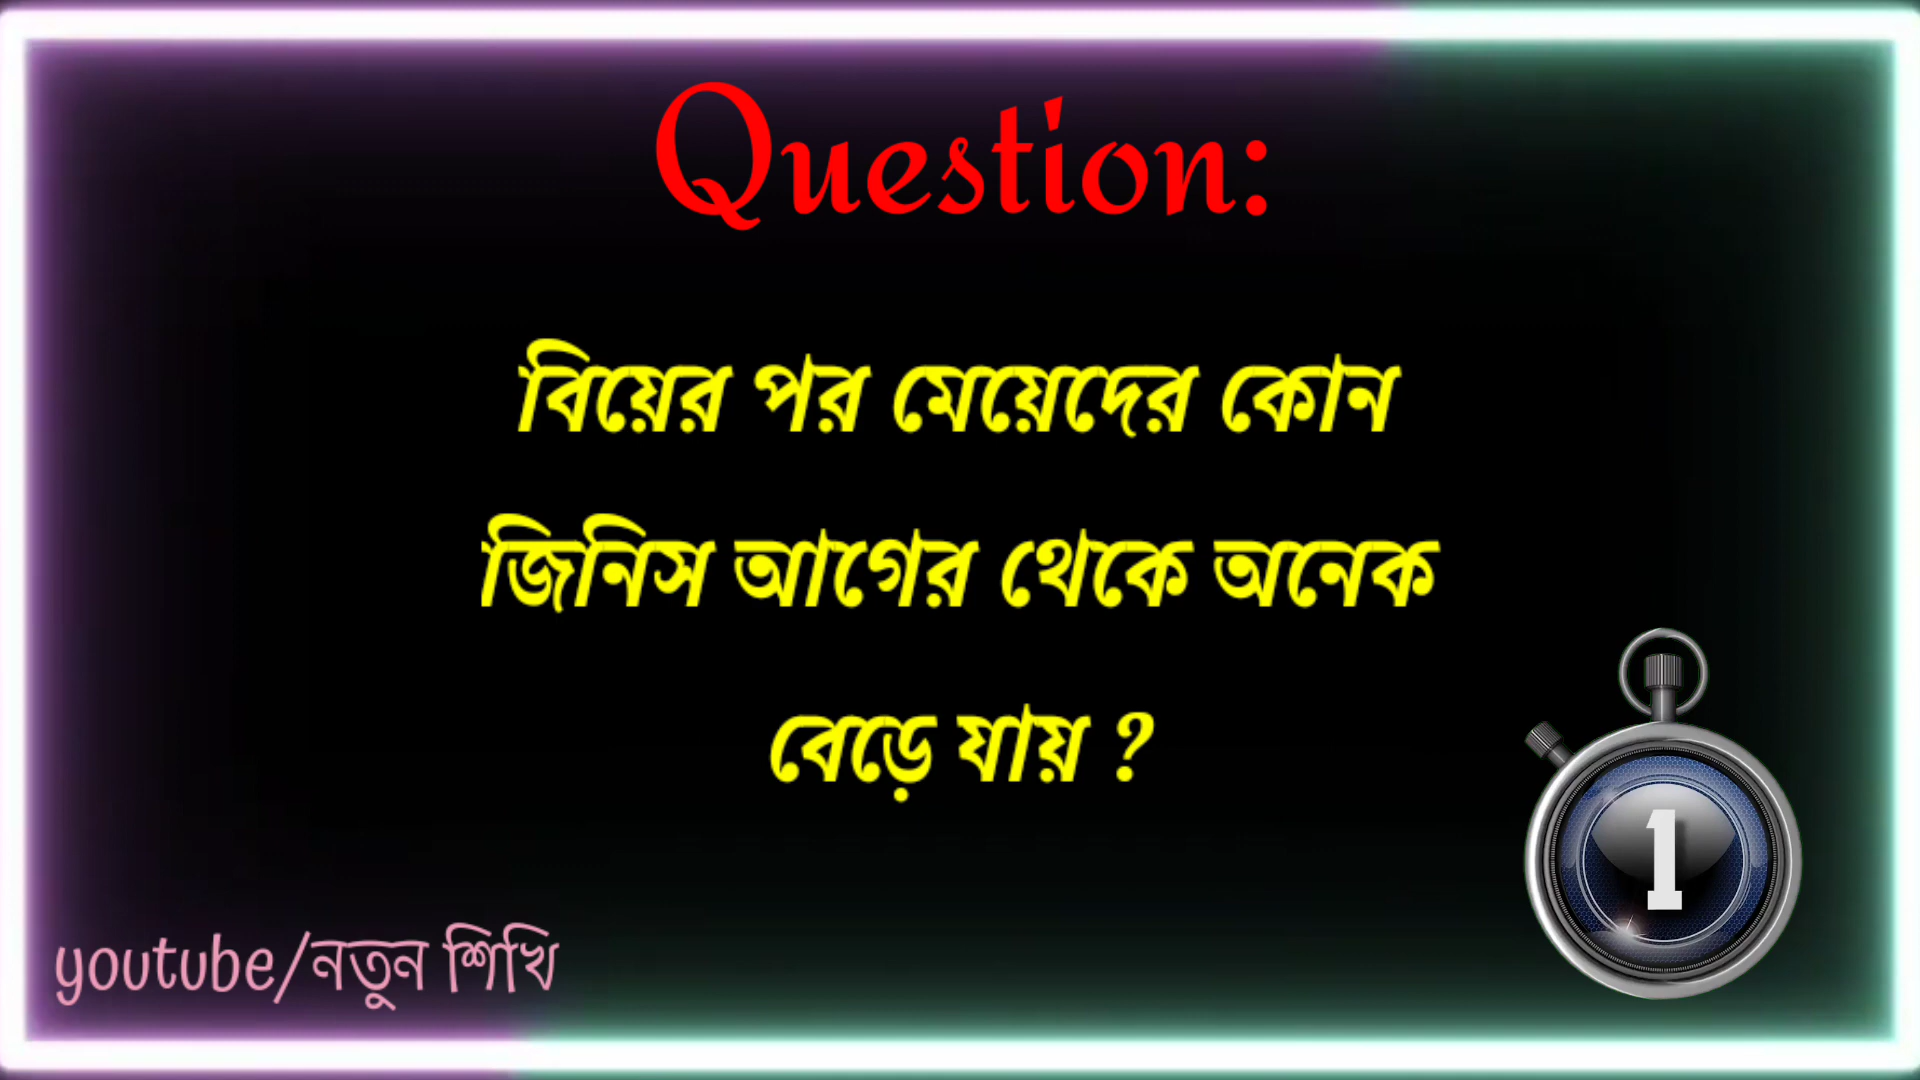 Question:
বিয়ের পর মেয়েদের কোন
জিনিস আগের থেকে অনেক
বেড়ে যায় ?
1
youtube/নতুন শিখি